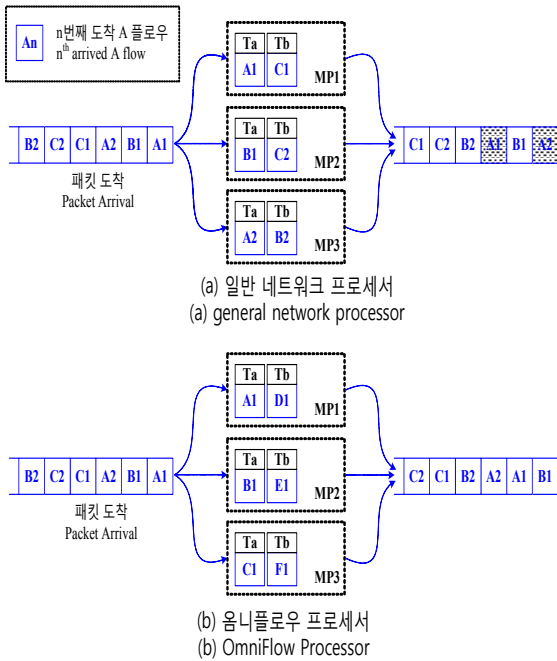 An
n번째 도착 A 플로우
nth arrived A flow
B2 C2 C1 A2 B1 A1
패킷 도착
Packet Arrival
Ta Tb
A1 C1
MP1
Ta Tb
B1 C2
MP2
Ta Tb
A2 B2
MP3
C1 C2 B2 A1 B1 A2
(a) 일반 네트워크 프로세서
(a) general network processor
B2 C2 C1 A2 B1 A1
패킷 도착
Packet Arrival
Ta Tb
A1 D1
MP1
Ta Tb
B1 E1
MP2
Ta Tb
C1 F1
MP3
C2 C1 B2 A2 A1 B1
(b) 옴니플로우 프로세서
(b) OmniFlow Processor